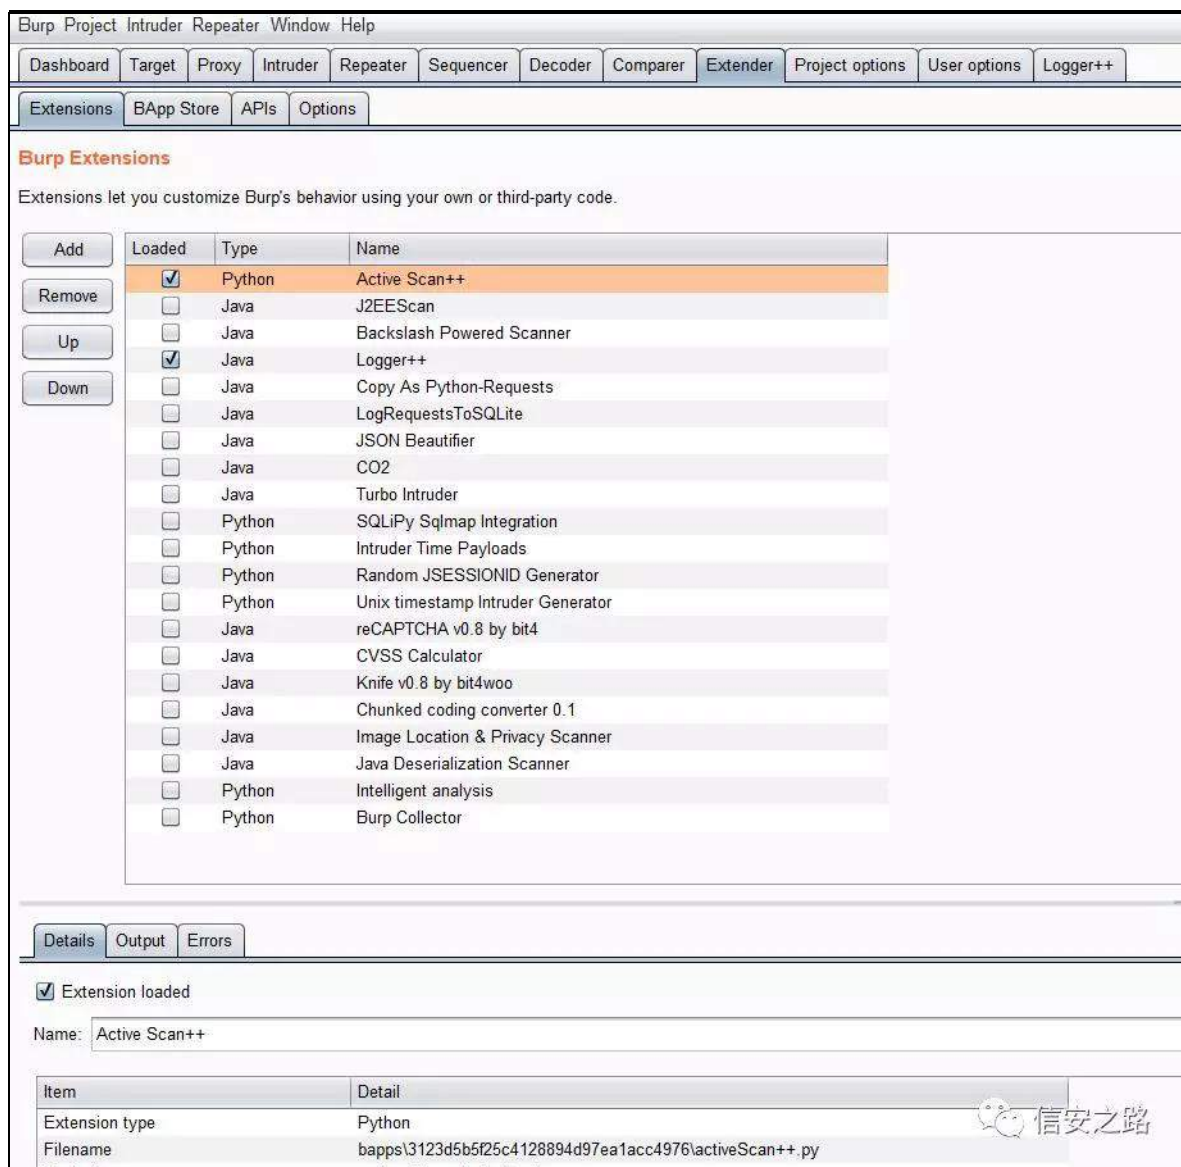 Burp Project Intruder Repeater Window Help
Dashboard Target Proxy Intruder Repeater Sequencer Decoder Comparer Extender Project options User options Logger++
Extensions BApp Store APIs Options
Burp Extensions
Extensions let you customize Burp's behavior using your own or third-party code.
Add
Remove
Up
Down
Loaded Type Name
Python Active Scan++
Java J2EEScan
Java Backslash Powered Scanner
Java Logger++
Java Copy As Python-Requests
Java LogRequestsToSQLite
Java JSON Beautifier
Java CO2
Java Turbo Intruder
Python SQLiPy Sqlmap Integration
Python Intruder Time Payloads
Python Random JSESSIONID Generator
Python Unix timestamp Intruder Generator
Java reCAPTCHA v0.8 by bit4
Java CVSS Calculator
Java Knife v0.8 by bit4woo
Java Chunked coding converter 0.1
Java Image Location & Privacy Scanner
Java Java Deserialization Scanner
Python Intelligent analysis
Python Burp Collector
Details Output Errors
Extension loaded
Name: Active Scan++
Item Detail
Extension type Python
Filename bapps\3123d5b5f25c4128894d97ea1acc4976\activeScan++.py
信安之路